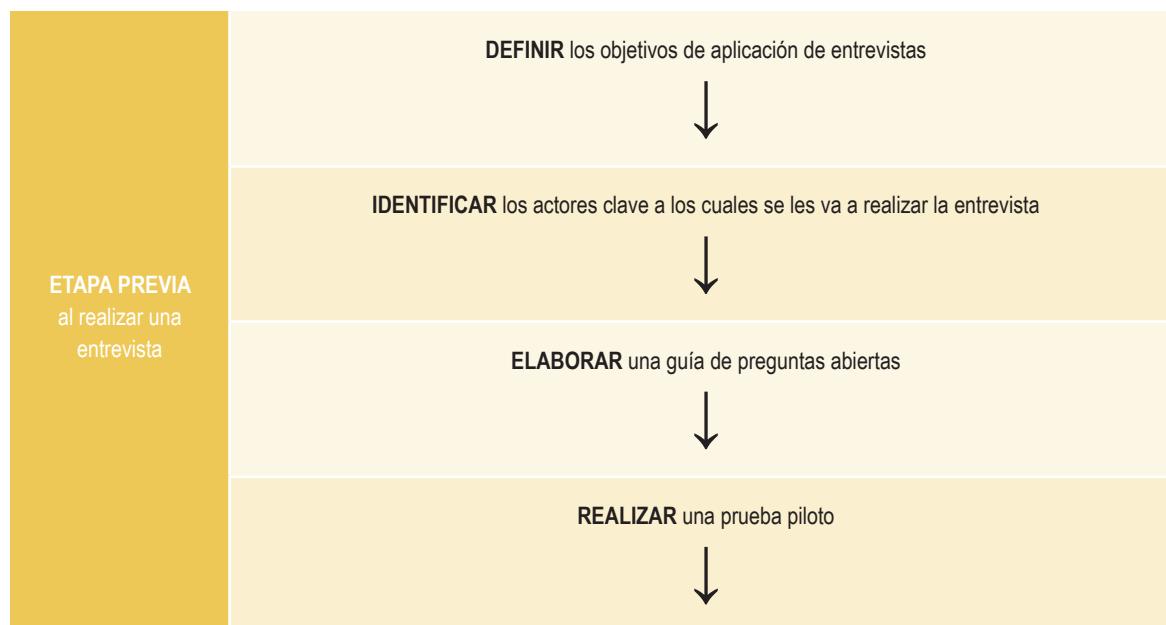 DEFINIR los objetivos de aplicación de entrevistas
IDENTIFICAR los actores clave a los cuales se les va a realizar la entrevista
ETAPA PREVIA
al realizar una
entrevista
ELABORAR una guía de preguntas abiertas
REALIZAR una prueba piloto